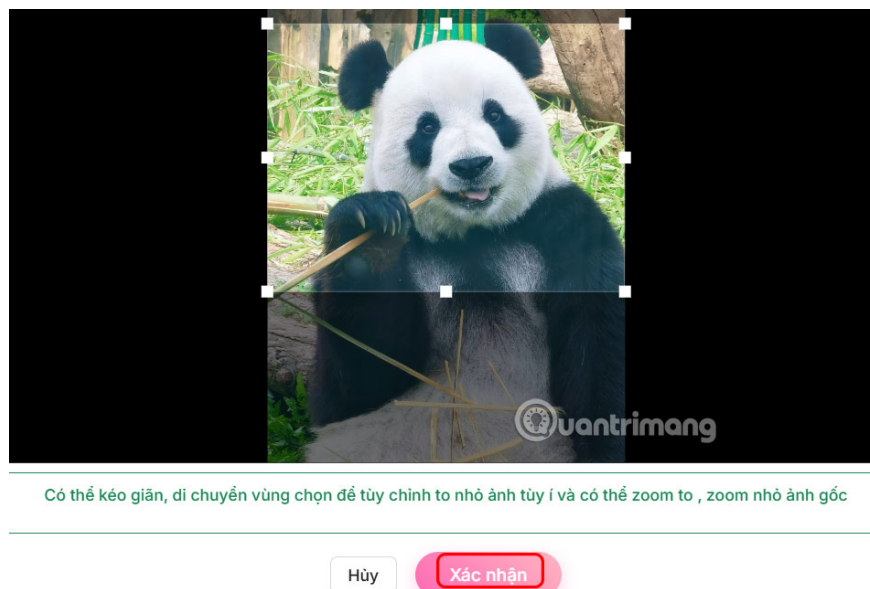 Quantrimang
Có thể kéo giãn, di chuyển vùng chọn để tùy chỉnh to nhỏ ảnh tùy í và có thể zoom to , zoom nhỏ ảnh gốc
Hủy
Xác nhận